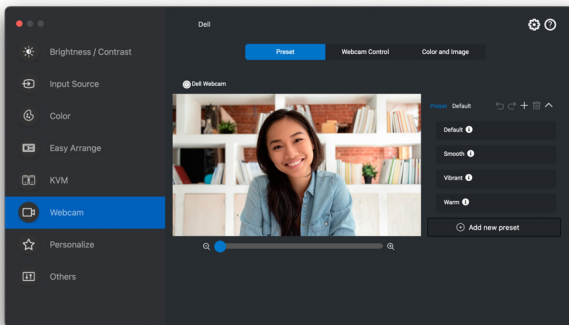 Dell
Brightness / Contrast
Input Source
Color
Easy Arrange
KVM
Webcam
Personalize
Others
Preset
Webcam Control
Color and Image
Dell Webcam
Preset Default
Default
Smooth
Vibrant
Warm
Add new preset